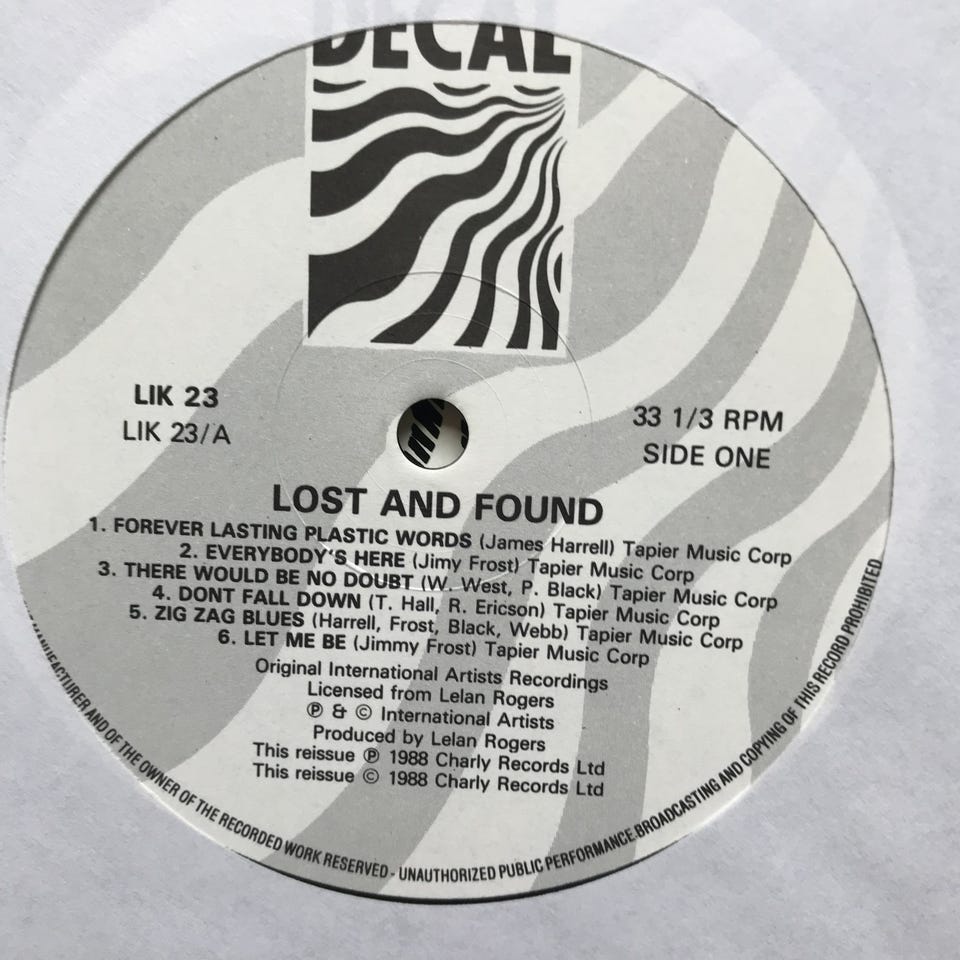 DECAL
LIK 23
LIK 23/A
33 1/3 RPM
SIDE ONE
LOST AND FOUND
1. FOREVER LASTING PLASTIC WORDS (James Harrell) Tapier Music Corp
2. EVERYBODY'S HERE (Jimy Frost) Tapier Music Corp
3. THERE WOULD BE NO DOUBT (W. West, P. Black) Tapier Music Corp
4. DONT FALL DOWN (T. Hall, R. Ericson) Tapier Music Corp
5. ZIG ZAG BLUES (Harrell, Frost, Black, Webb) Tapier Music Corp
6. LET ME BE (Jimmy Frost) Tapier Music Corp
Original International Artists Recordings
Licensed from Lelan Rogers
℗ & © International Artists
Produced by Lelan Rogers
This reissue ℗ 1988 Charly Records Ltd
This reissue © 1988 Charly Records Ltd
MANUFACTURER AND OF THE OWNER OF THE RECORDED WORK RESERVED - UNAUTHORIZED PUBLIC PERFORMANCE. BROADCASTING AND COPYING OF THIS RECORD PROHIBITED